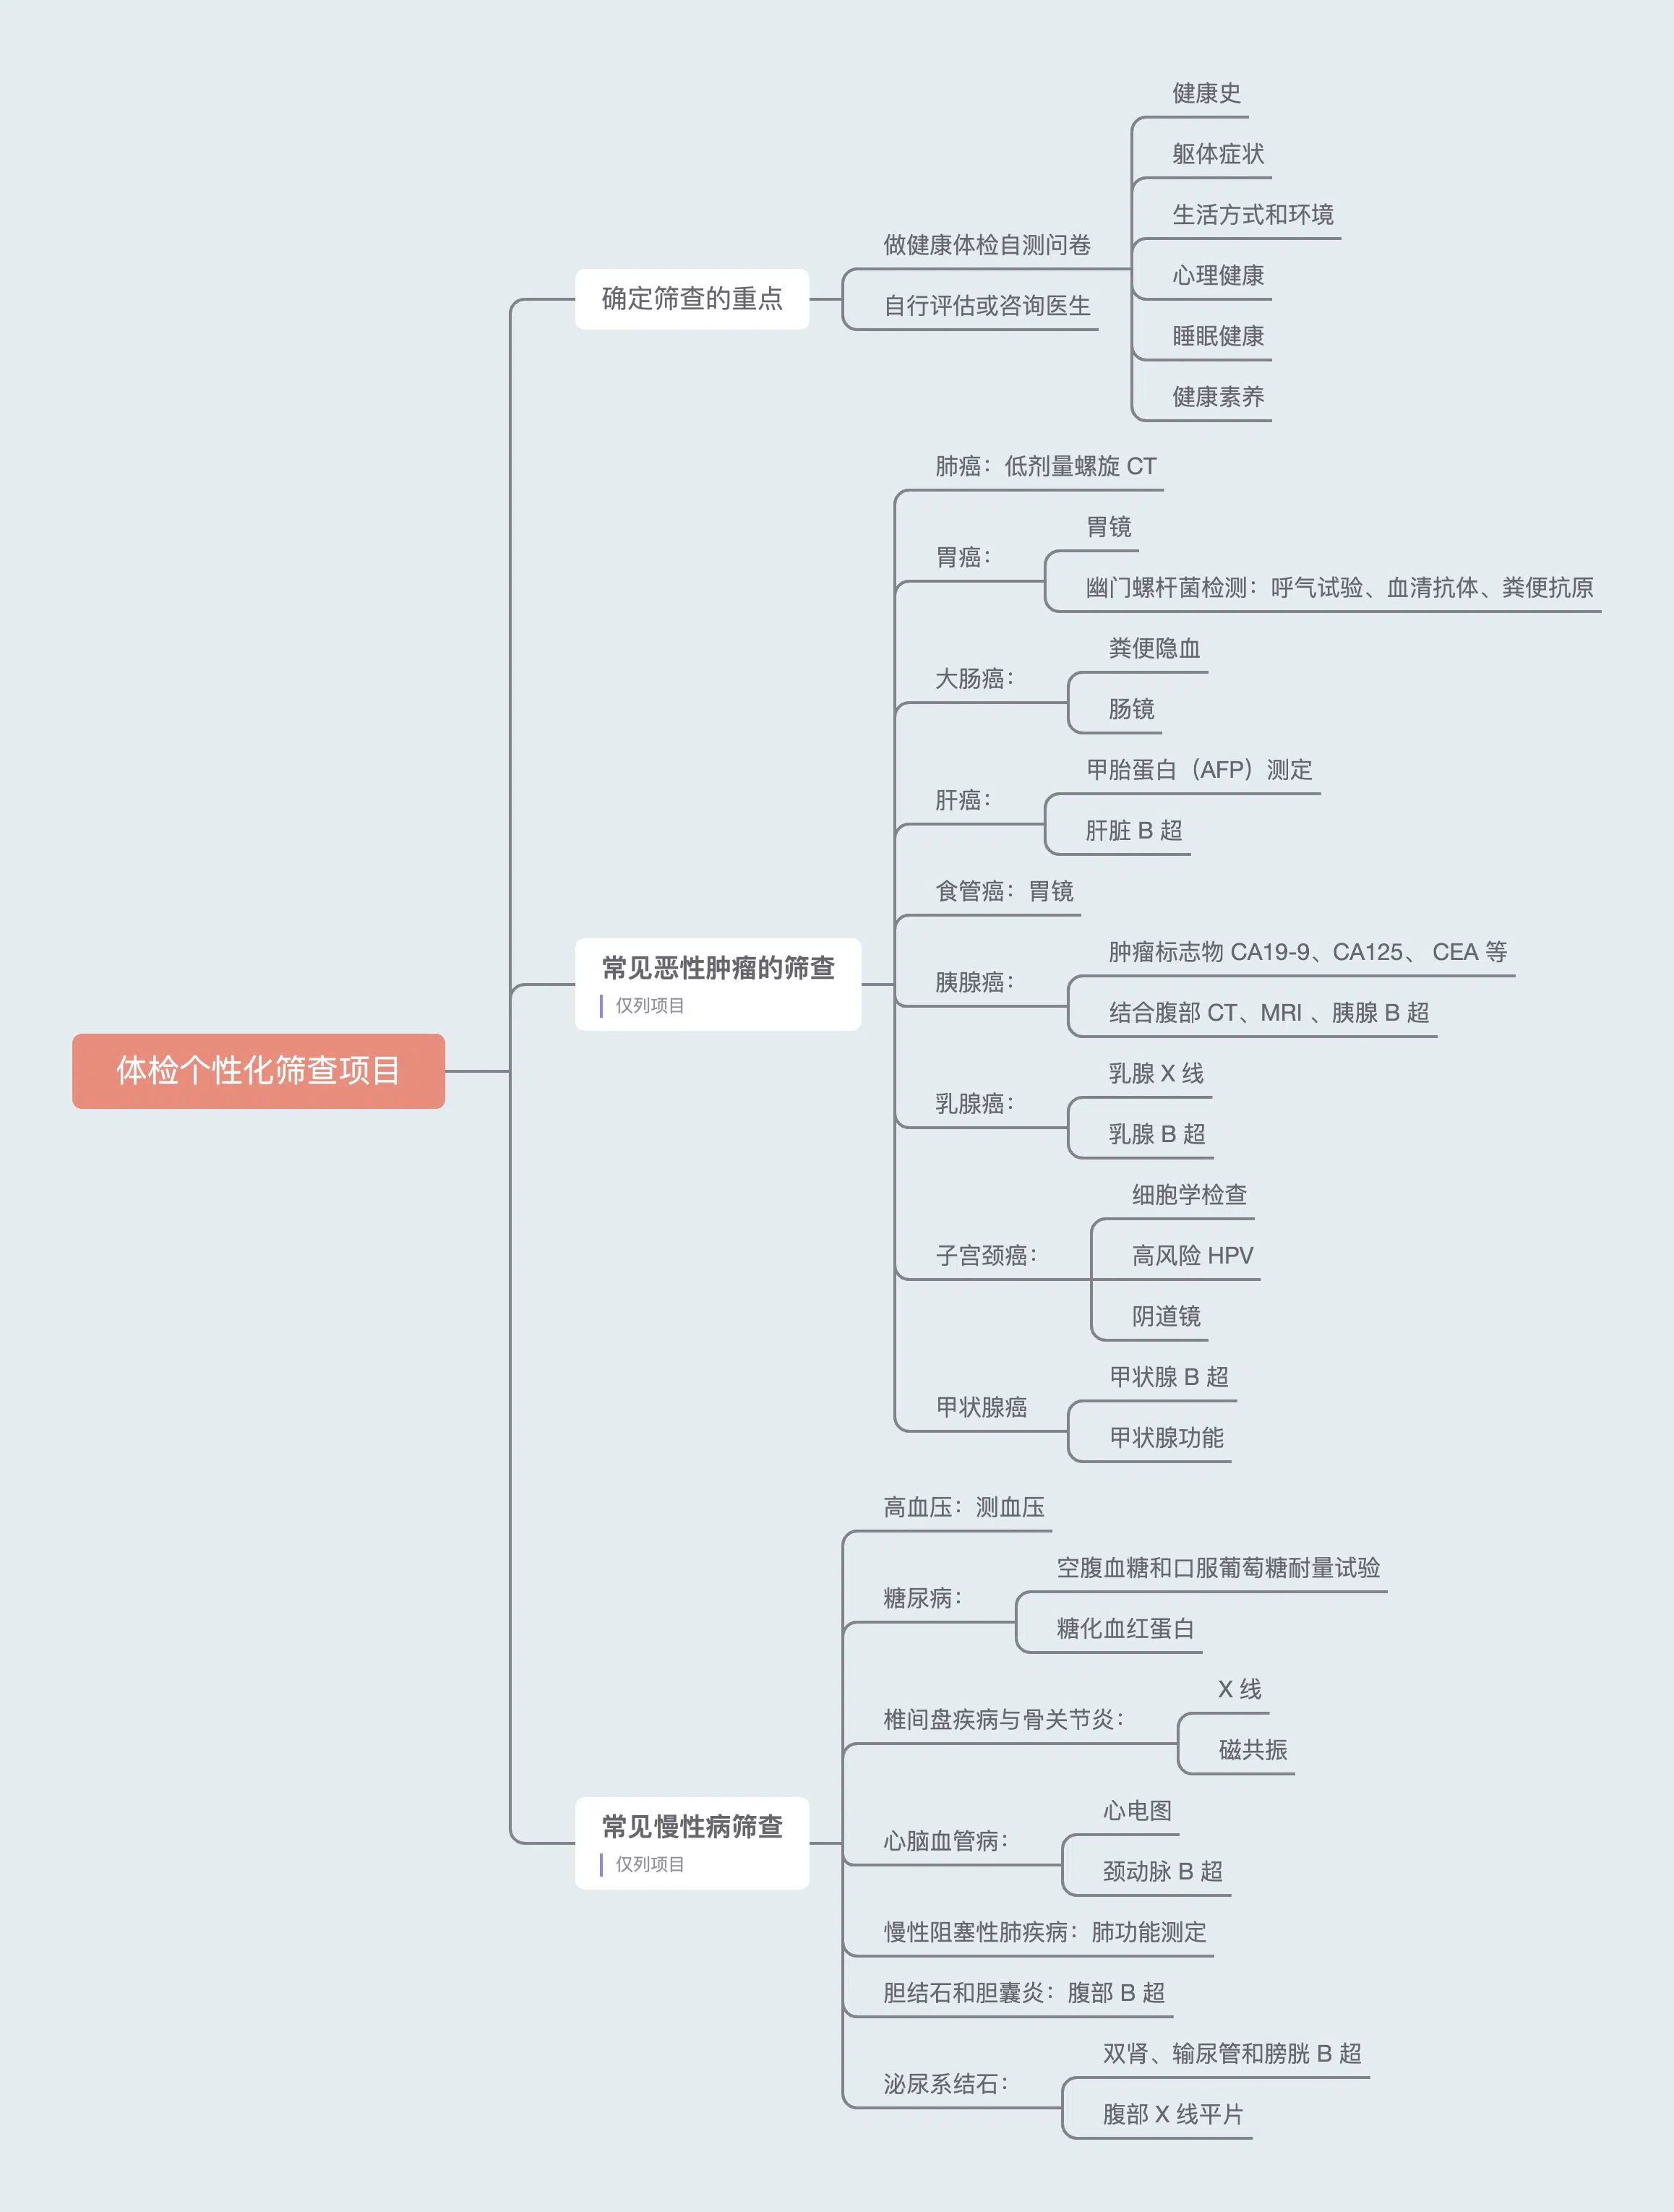 体检个性化筛查项目
确定筛查的重点
做健康体检自测问卷
健康史
躯体症状
生活方式和环境
心理健康
睡眠健康
健康素养
自行评估或咨询医生
常见恶性肿瘤的筛查
仅列项目
肺癌：低剂量螺旋 CT
胃癌：
胃镜
幽门螺杆菌检测：呼气试验、血清抗体、粪便抗原
大肠癌：
粪便隐血
肠镜
肝癌：
甲胎蛋白（AFP）测定
肝脏 B 超
食管癌：胃镜
胰腺癌：
肿瘤标志物 CA19-9、CA125、 CEA 等
结合腹部 CT、MRI 、胰腺 B 超
乳腺癌：
乳腺 X 线
乳腺 B 超
子宫颈癌：
细胞学检查
高风险 HPV
阴道镜
甲状腺癌
甲状腺 B 超
甲状腺功能
常见慢性病筛查
仅列项目
高血压：测血压
糖尿病：
空腹血糖和口服葡萄糖耐量试验
糖化血红蛋白
椎间盘疾病与骨关节炎：
X 线
磁共振
心脑血管病：
心电图
颈动脉 B 超
慢性阻塞性肺疾病：肺功能测定
胆结石和胆囊炎：腹部 B 超
泌尿系结石：
双肾、输尿管和膀胱 B 超
腹部 X 线平片